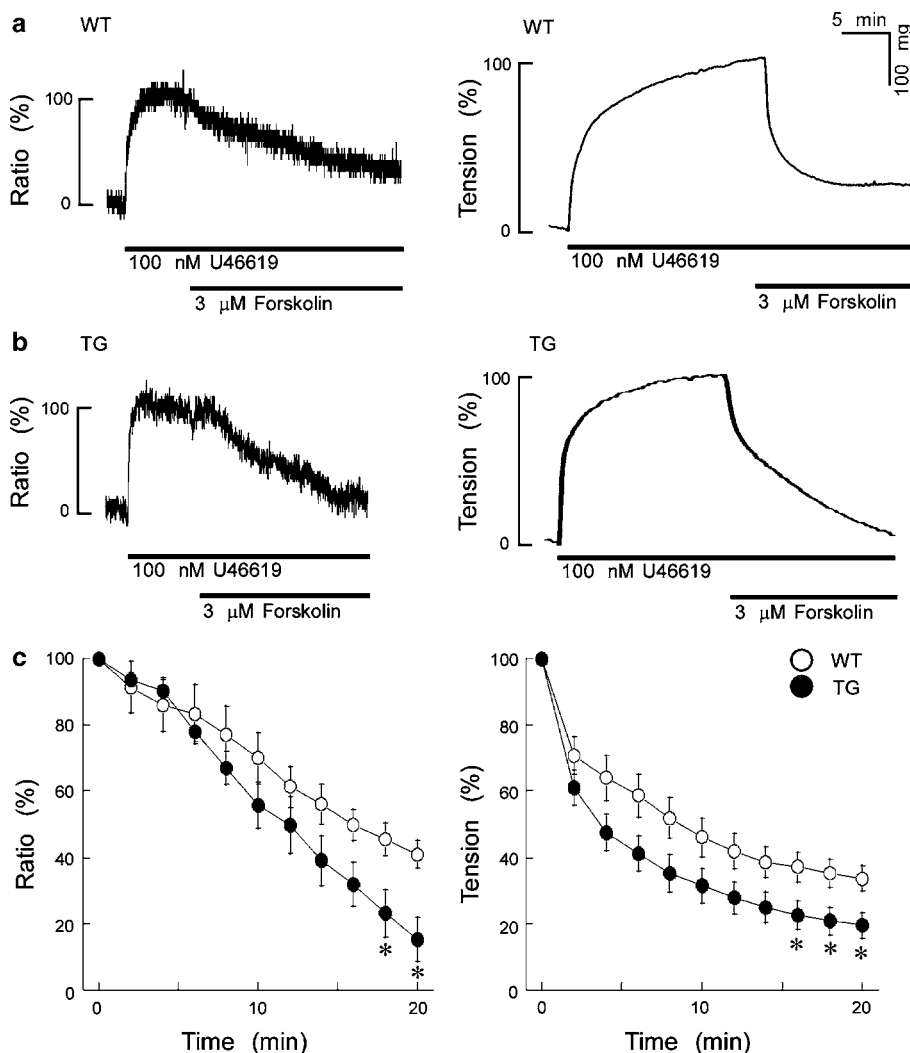 a
WT
WT
5 min
100 mg
Ratio (%)
100
0
Tension (%)
100
0
100 nM U46619
3 μM Forskolin
100 nM U46619
3 μM Forskolin
b
TG
TG
Ratio (%)
100
0
Tension (%)
100
0
100 nM U46619
3 μM Forskolin
100 nM U46619
3 μM Forskolin
c
Ratio (%)
100
80
60
40
20
0
* *
0 10 20
Time (min)
Tension (%)
100
80
60
40
20
0
WT
TG
* * *
0 10 20
Time (min)